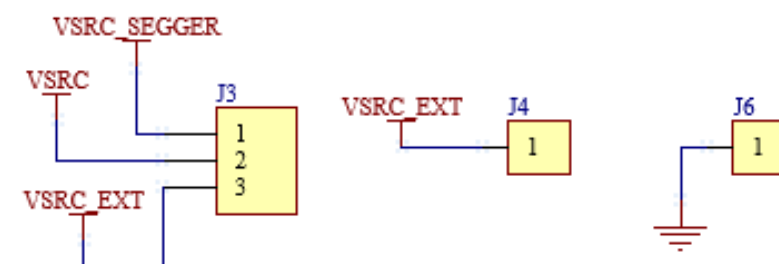 VSRC_SEGGER
VSRC
J3
VSRC_EXT
J4
J6
1
1
1
2
3
VSRC_EXT